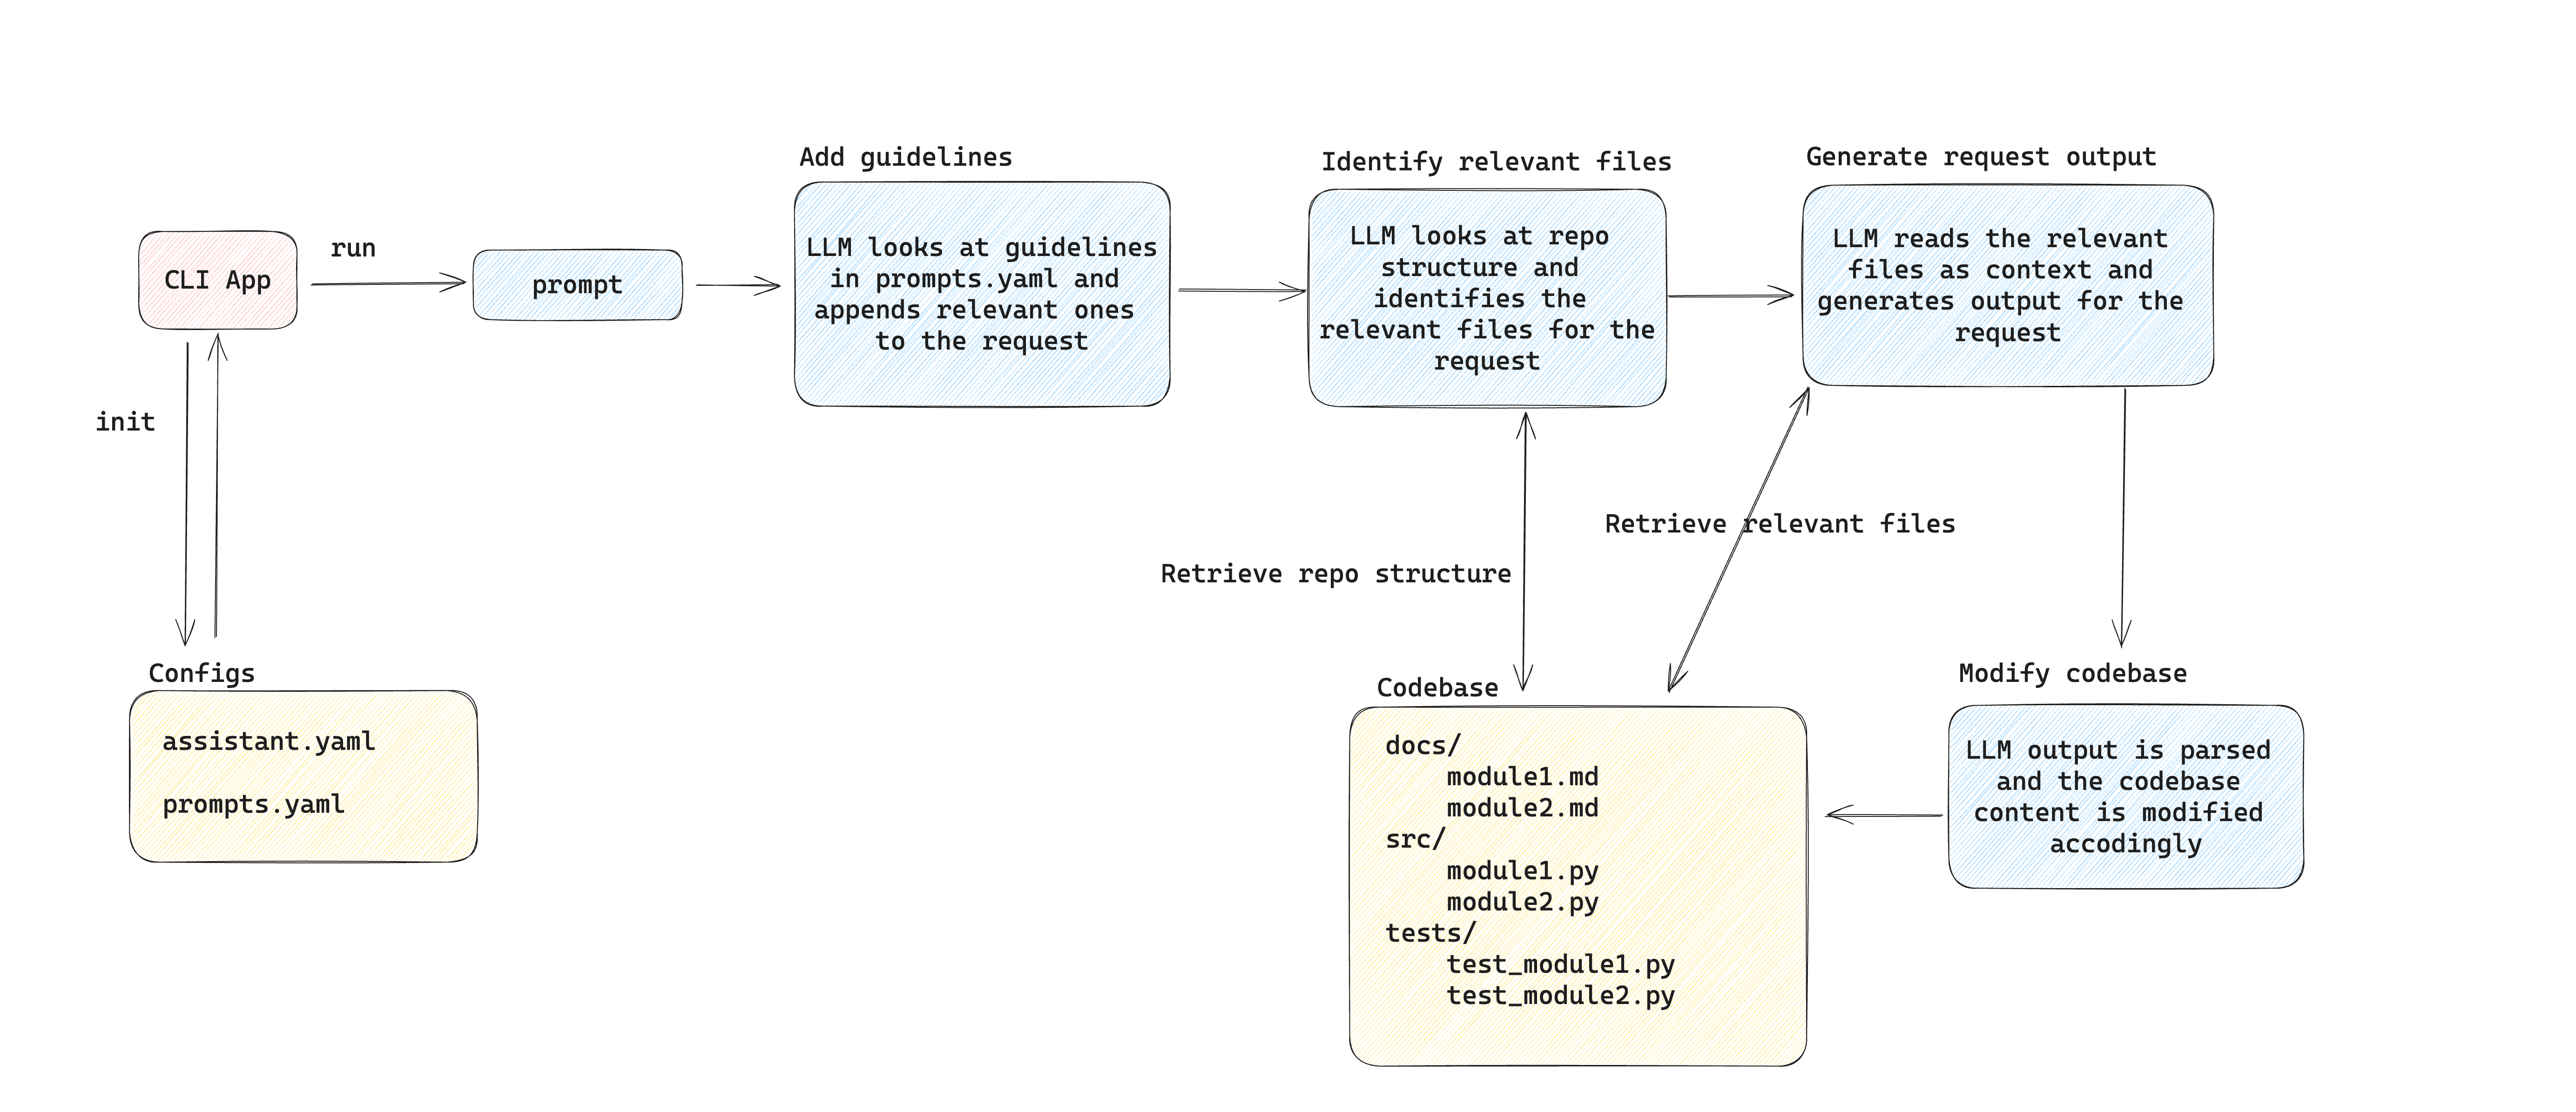 CLI App
run
init
Configs
assistant.yaml
prompts.yaml
prompt
Add guidelines
LLM looks at guidelines
in prompts.yaml and
appends relevant ones
to the request
Identify relevant files
LLM looks at repo
structure and
identifies the
relevant files for the
request
Generate request output
LLM reads the relevant
files as context and
generates output for the
request
Retrieve repo structure
Retrieve relevant files
Codebase
docs/
module1.md
module2.md
src/
module1.py
module2.py
tests/
test_module1.py
test_module2.py
Modify codebase
LLM output is parsed
and the codebase
content is modified
accodingly